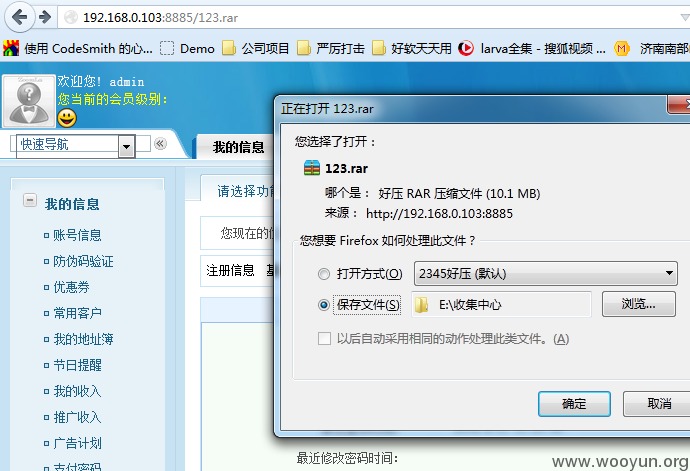 192.168.0.103:8885/123.rar
使用 CodeSmith 的心... Demo 公司项目 严厉打击 好软天天用 larva全集 - 搜狐视频 ... 济南南部
欢迎您! admin
您当前的会员级别:
快速导航
我的信息
我的信息
账号信息
防伪码验证
优惠券
常用客户
我的地址簿
节日提醒
我的收入
推广收入
广告计划
支付密码
请选择功
您现在的
注册信息
最近修改密码时间:
正在打开 123.rar
您选择了打开：
123.rar
哪个是： 好压 RAR 压缩文件 (10.1 MB)
来源： http://192.168.0.103:8885
您想要 Firefox 如何处理此文件？
打开方式(O) 2345好压 (默认)
保存文件(S) E:\收集中心 浏览...
以后自动采用相同的动作处理此类文件。(A)
确定 取消
www.wooyun.org